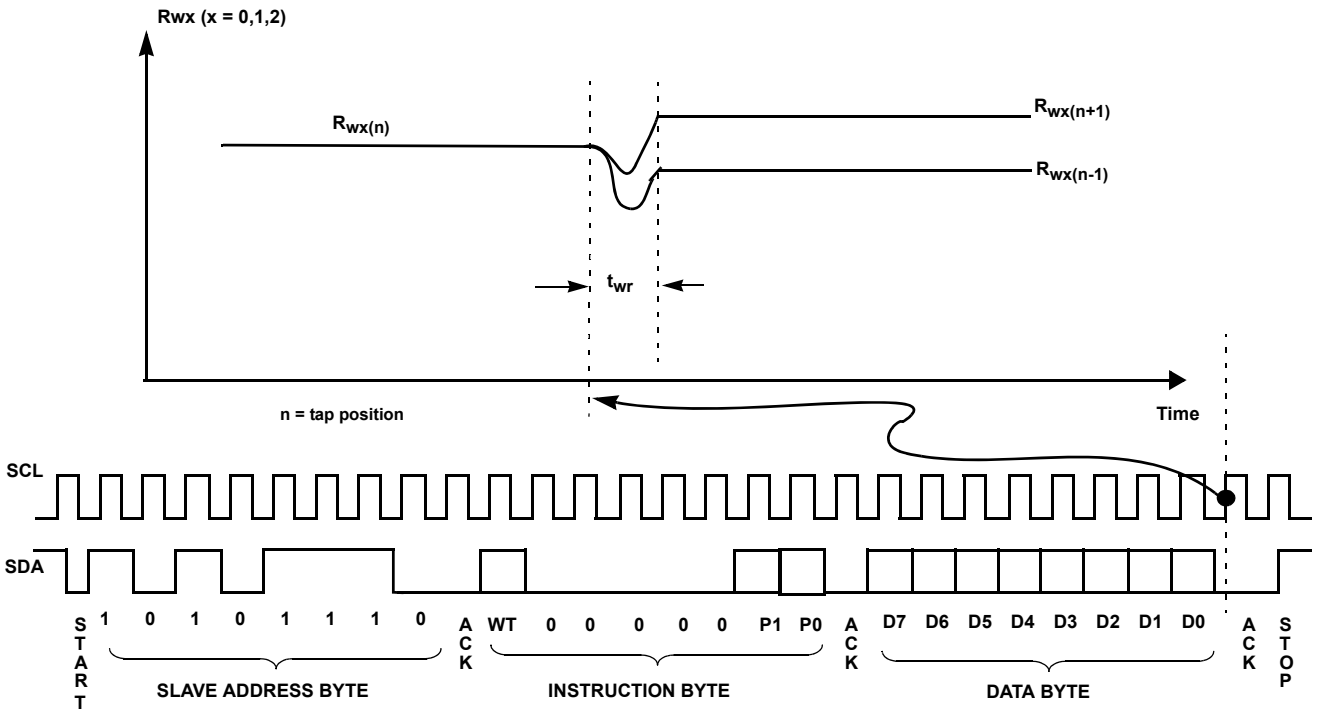 Rwx (x = 0,1,2)
Rwx(n)
Rwx(n+1)
Rwx(n-1)
twr
n = tap position
Time
SCL
SDA
START 1 0 1 0 1 1 1 0 ACK WT 0 0 0 0 0 P1 P0 ACK D7 D6 D5 D4 D3 D2 D1 D0 ACK STOP
SLAVE ADDRESS BYTE INSTRUCTION BYTE DATA BYTE